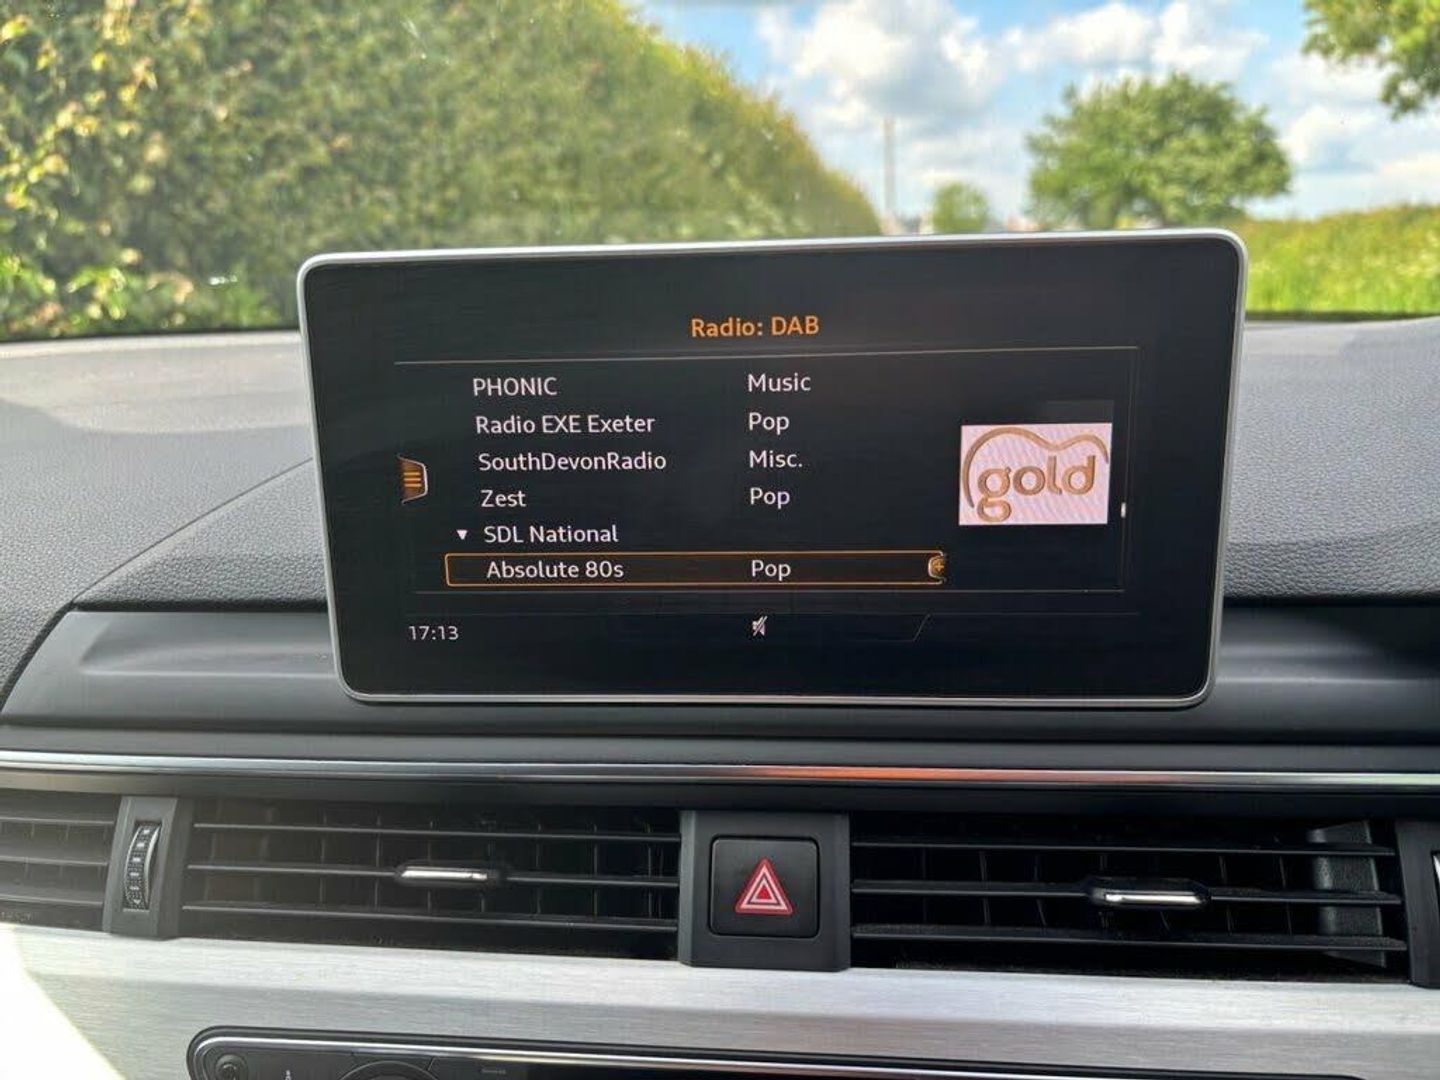 Radio: DAB
PHONIC Music
Radio EXE Exeter Pop
SouthDevonRadio Misc.
Zest Pop
SDL National
Absolute 80s Pop
gold
17:13